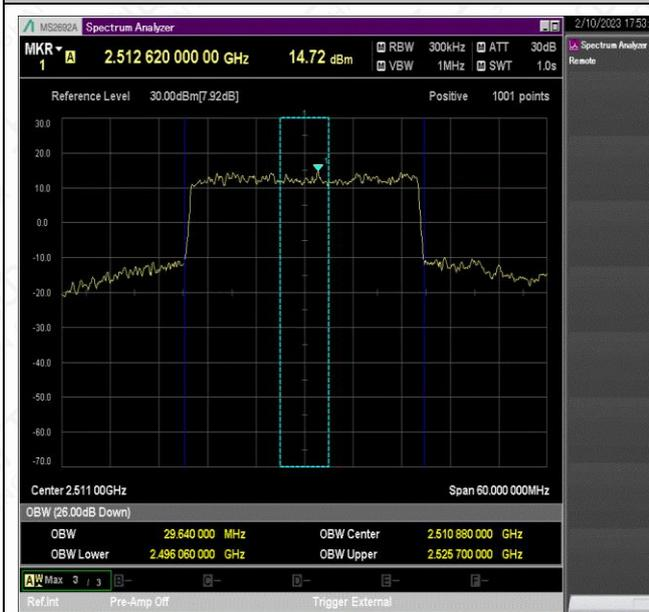 MS2692A Spectrum Analyzer 2/10/2023 17:53
MKR 1 A 2.512 620 000 00 GHz 14.72 dBm M RBW 300kHz M ATT 30dB
M VBW 1MHz M SWT 1.0s
Spectrum Analyzer
Remote
Reference Level 30.00dBm[7.92dB] Positive 1001 points
30.0
20.0
1
10.0
0.0
-10.0
-20.0
-30.0
-40.0
-50.0
-60.0
-70.0
Center 2.511 00GHz Span 60.000 000MHz
OBW (26.00dB Down)
OBW 29.640 000 MHz OBW Center 2.510 880 000 GHz
OBW Lower 2.496 060 000 GHz OBW Upper 2.525 700 000 GHz
A W Max 3 / 3 B- C- D- E- F-
Ref.Int Pre-Amp Off Trigger External